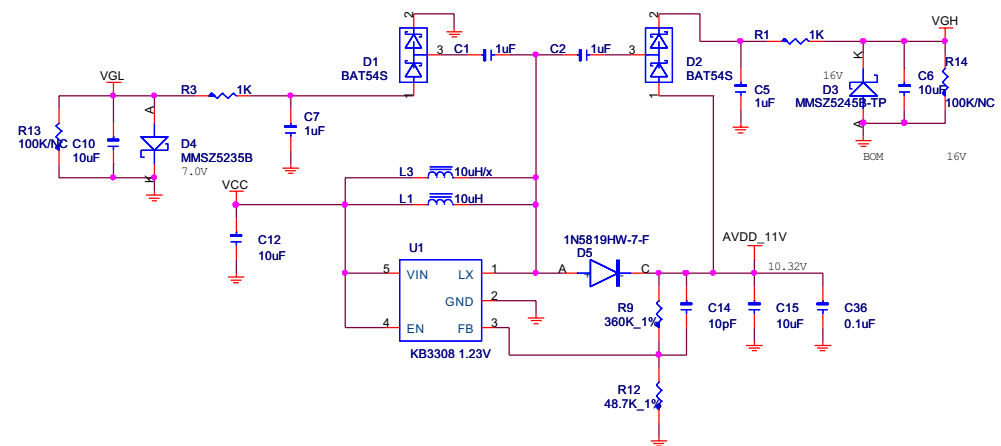 2
2
VGH
D1
BAT54S
3
C1
1uF
C2
1uF
3
D2
BAT54S
R1
1K
K
R14
VGL
R3
1K
1
1
C5
1uF
16V
D3
MMSZ5245B-TP
C6
10uF
100K/NC
A
A
R13
100K/NC
C10
10uF
D4
MMSZ5235B
7.0V
K
C7
1uF
BOM
16V
L3
10uH/x
VCC
L1
10uH
C12
10uF
U1
1N5819HW-7-F
D5
AVDD_11V
5
VIN
LX
1
A
C
10.32V
GND
2
4
EN
FB
3
KB3308 1.23V
R9
360K_1%
C14
10pF
C15
10uF
C36
0.1uF
R12
48.7K_1%